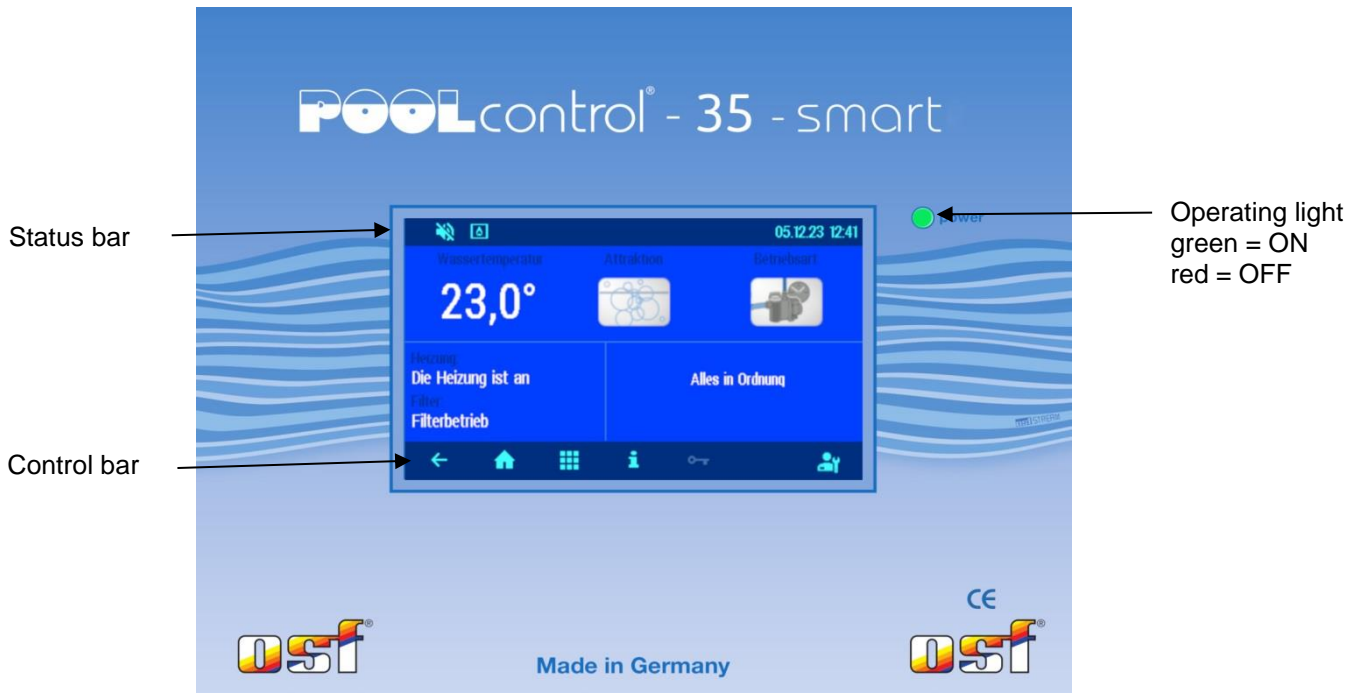 POOLcontrol® - 35 - smart
Status bar
Operating light
green = ON
red = OFF
power
05.12.23 12:41
Wassertemperatur
Attraktion
Betriebsart
23,0°
Heizung:
Die Heizung ist an
Alles in Ordnung
Filter:
Filterbetrieb
Control bar
CE
osf®
osf®
Made in Germany